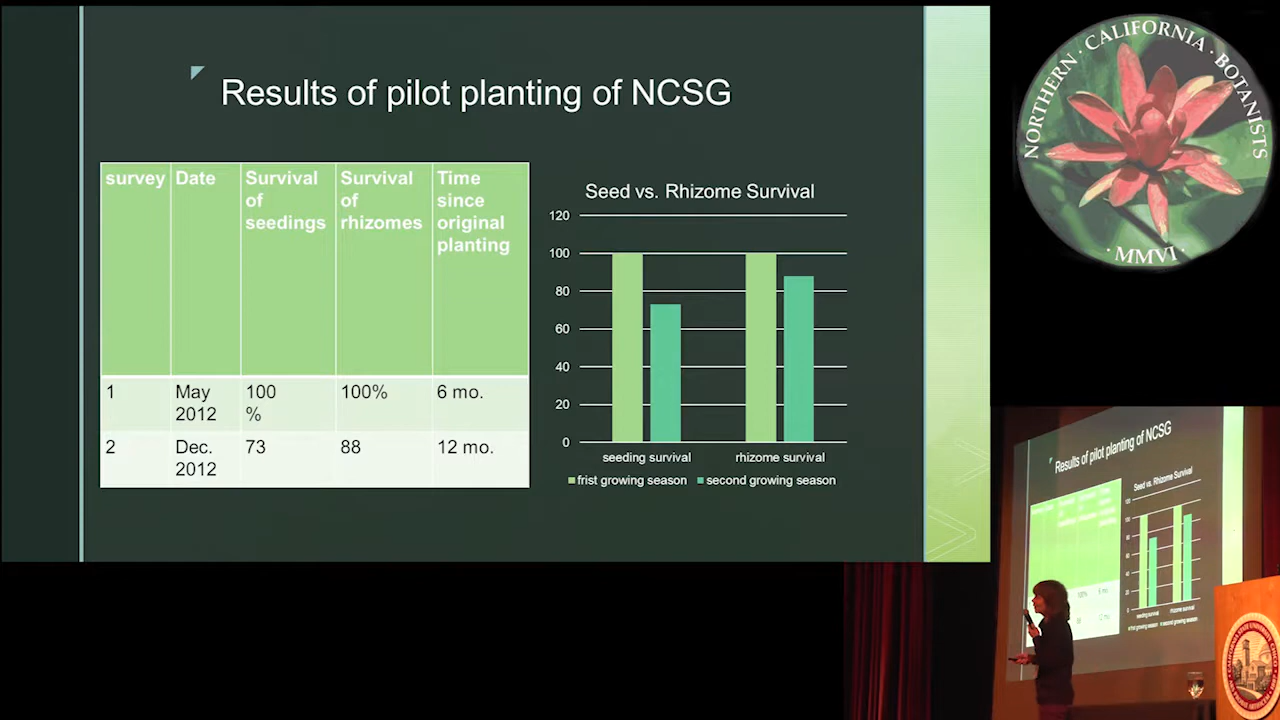 Results of pilot planting of NCSG
survey Date Survival of seedings Survival of rhizomes Time since original planting
1 May 2012 100 % 100% 6 mo.
2 Dec. 2012 73 88 12 mo.
Seed vs. Rhizome Survival
120
100
80
60
40
20
0
seeding survival rhizome survival
frist growing season second growing season
NORTHERN · CALIFORNIA · BOTANISTS
· MMVI ·
Results of pilot planting of NCSG
Seed vs. Rhizome Survival